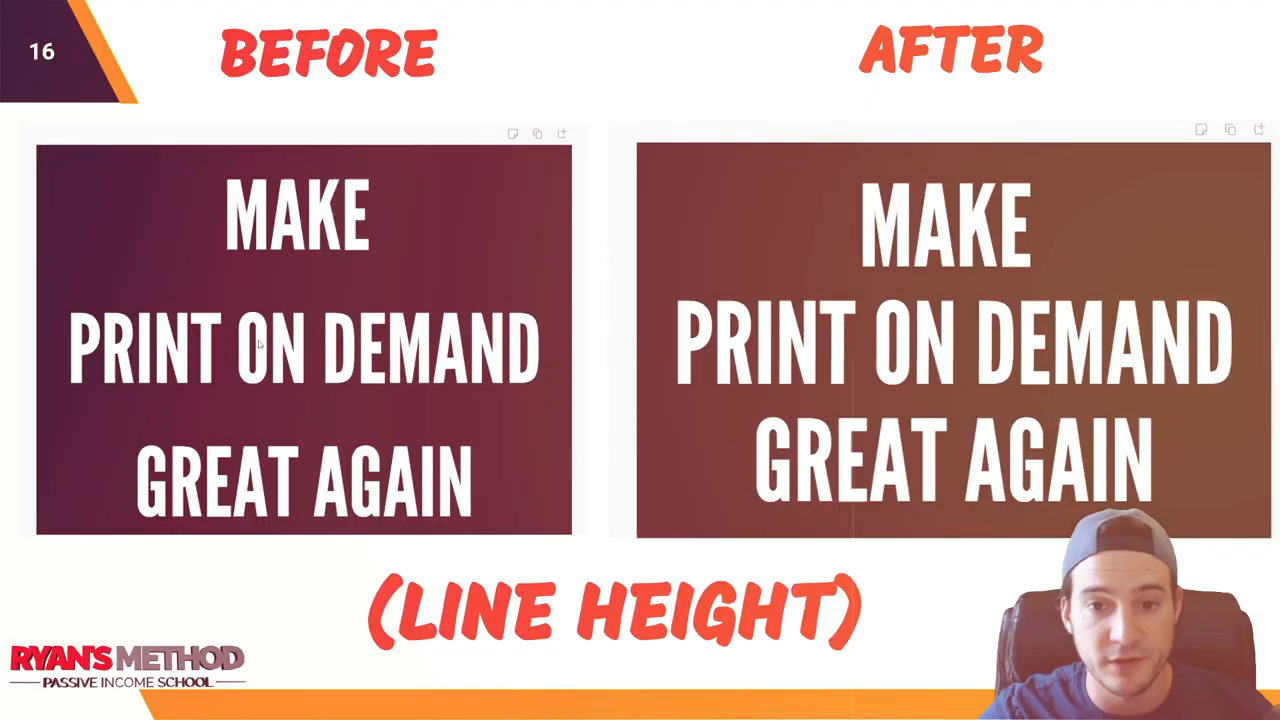 16
BEFORE
AFTER
MAKE
PRINT ON DEMAND
GREAT AGAIN
MAKE
PRINT ON DEMAND
GREAT AGAIN
(LINE HEIGHT)
RYAN'S METHOD
PASSIVE INCOME SCHOOL